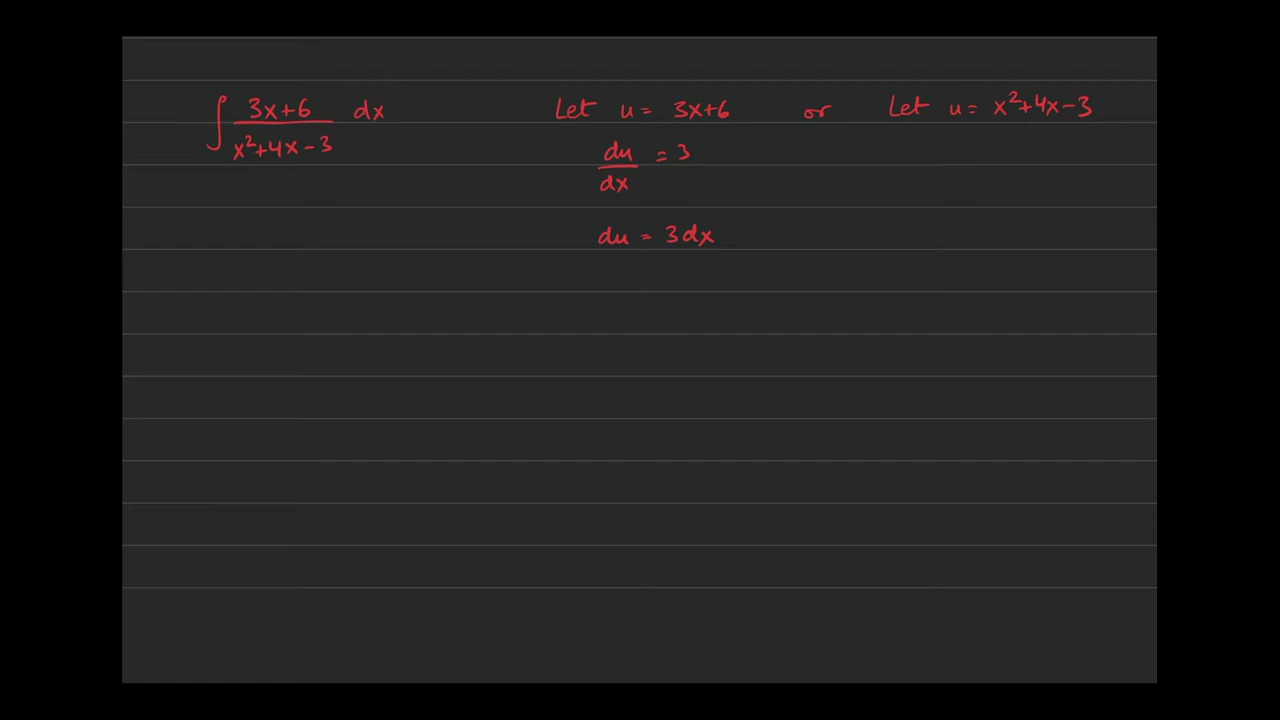 ∫ (3x+6)/(x²+4x-3) dx    Let u = 3x+6    or    Let u = x²+4x-3
du/dx = 3
du = 3dx